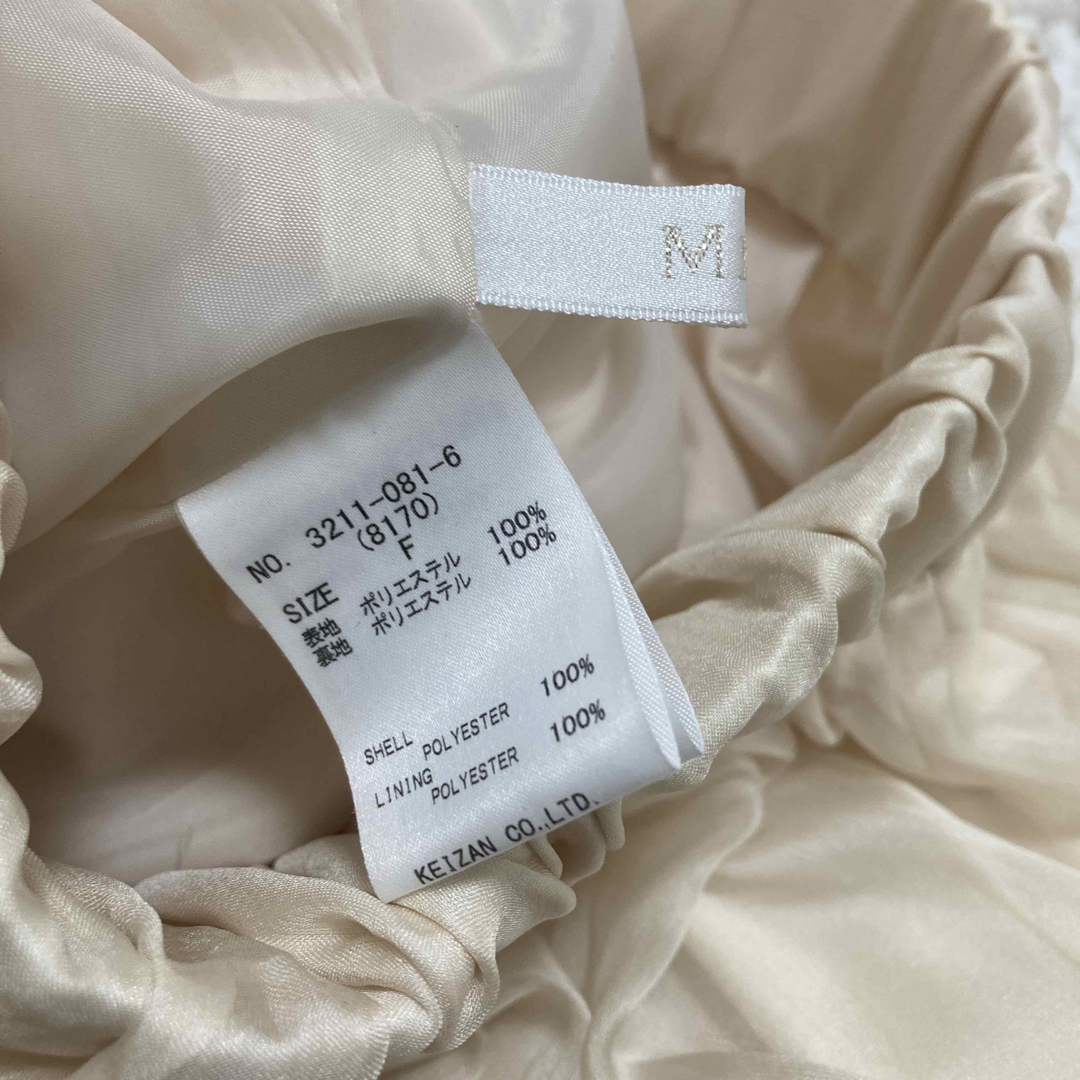 M
NO. 3211-081-6
(8170)
SIZE F
表地 ポリエステル 100%
裏地 ポリエステル 100%
SHELL
POLYESTER 100%
LINING
POLYESTER 100%
KEIZAN CO.,LTD.